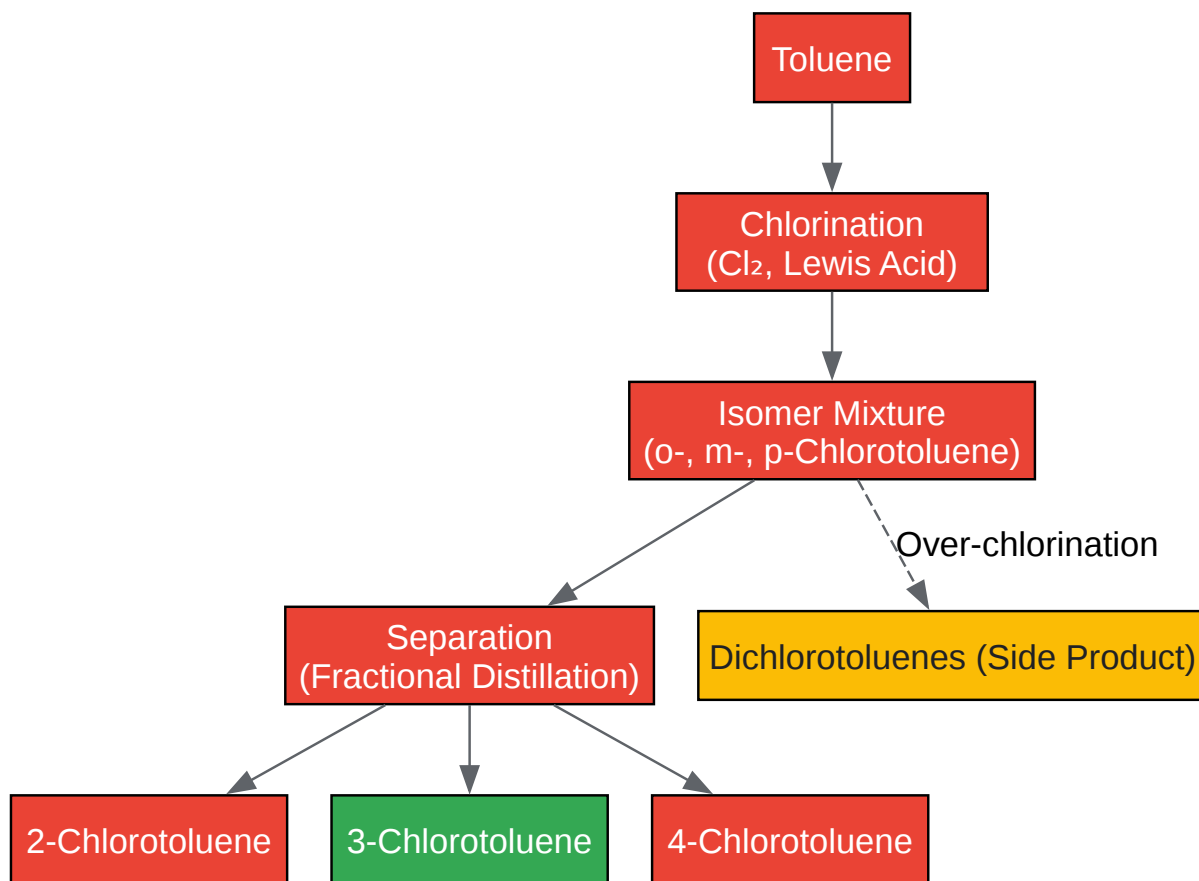 Toluene
Chlorination
(Cl₂, Lewis Acid)
Isomer Mixture
(o-, m-, p-Chlorotoluene)
Over-chlorination
Separation
(Fractional Distillation)
Dichlorotoluenes (Side Product)
2-Chlorotoluene
3-Chlorotoluene
4-Chlorotoluene